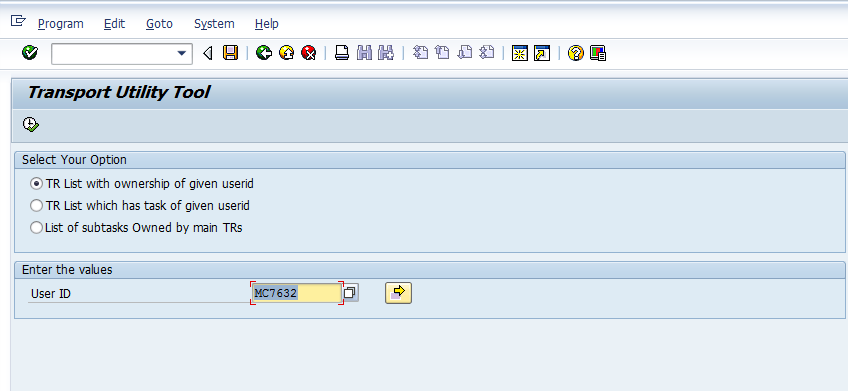 Program Edit Goto System Help
Transport Utility Tool
Select Your Option
TR List with ownership of given userid
TR List which has task of given userid
List of subtasks Owned by main TRs
Enter the values
User ID MC7632